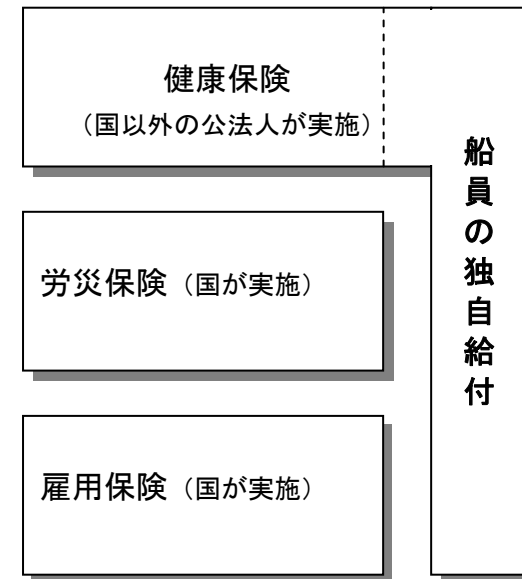 健康保険
（国以外の公法人が実施）
船員の独自給付
労災保険（国が実施）
雇用保険（国が実施）